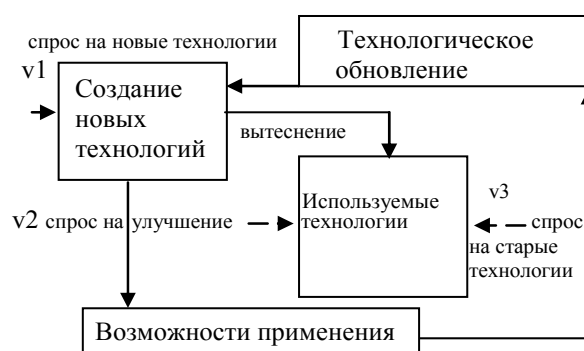 спрос на новые технологии
Технологическое
обновление
v1
Создание
новых
технологий
вытеснение
Используемые
технологии
v3
v2 спрос на улучшение
спрос
на старые
технологии
Возможности применения